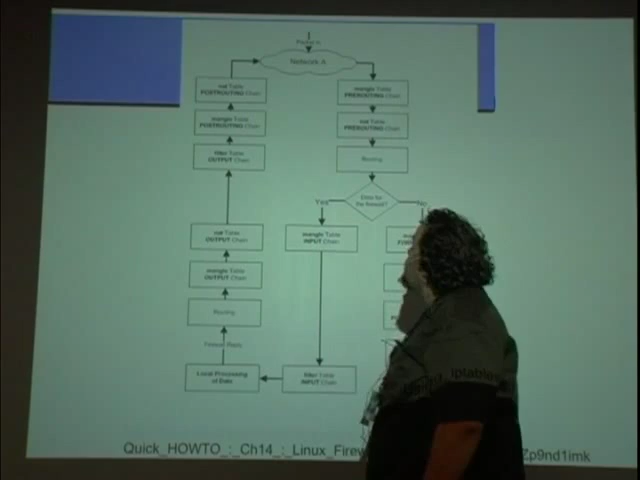 Packet In
Network A
nat Table
POSTROUTING Chain
mangle Table
POSTROUTING Chain
filter Table
OUTPUT Chain
nat Table
OUTPUT Chain
mangle Table
OUTPUT Chain
Routing
Firewall Reply
Local Processing
of Data
mangle Table
PREROUTING Chain
nat Table
PREROUTING Chain
Routing
Data for
the firewall?
Yes
No
mangle Table
INPUT Chain
filter Table
INPUT Chain
iptables
Quick_HOWTO_:_Ch14_:_Linux_Firew
Zp9nd1imk